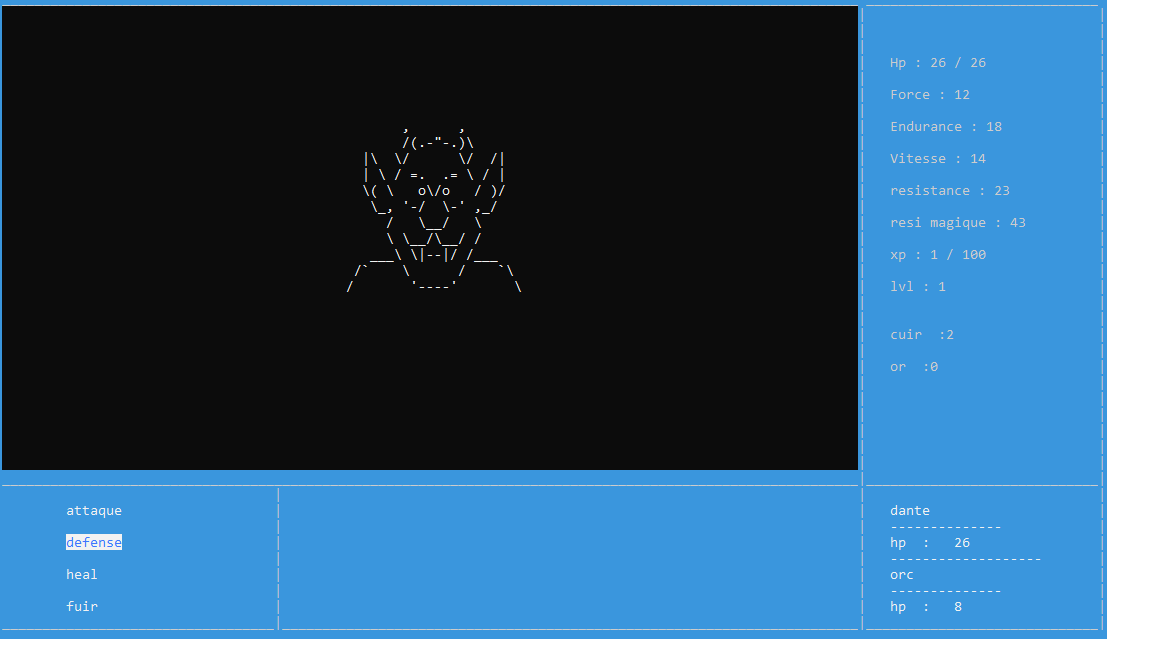 Hp : 26 / 26
Force : 12
Endurance : 18
Vitesse : 14
resistance : 23
resi magique : 43
xp : 1 / 100
lvl : 1
cuir  :2
or  :0
attaque
defense
heal
fuir
dante
--------------
hp  :   26
-------------------
orc
--------------
hp  :   8